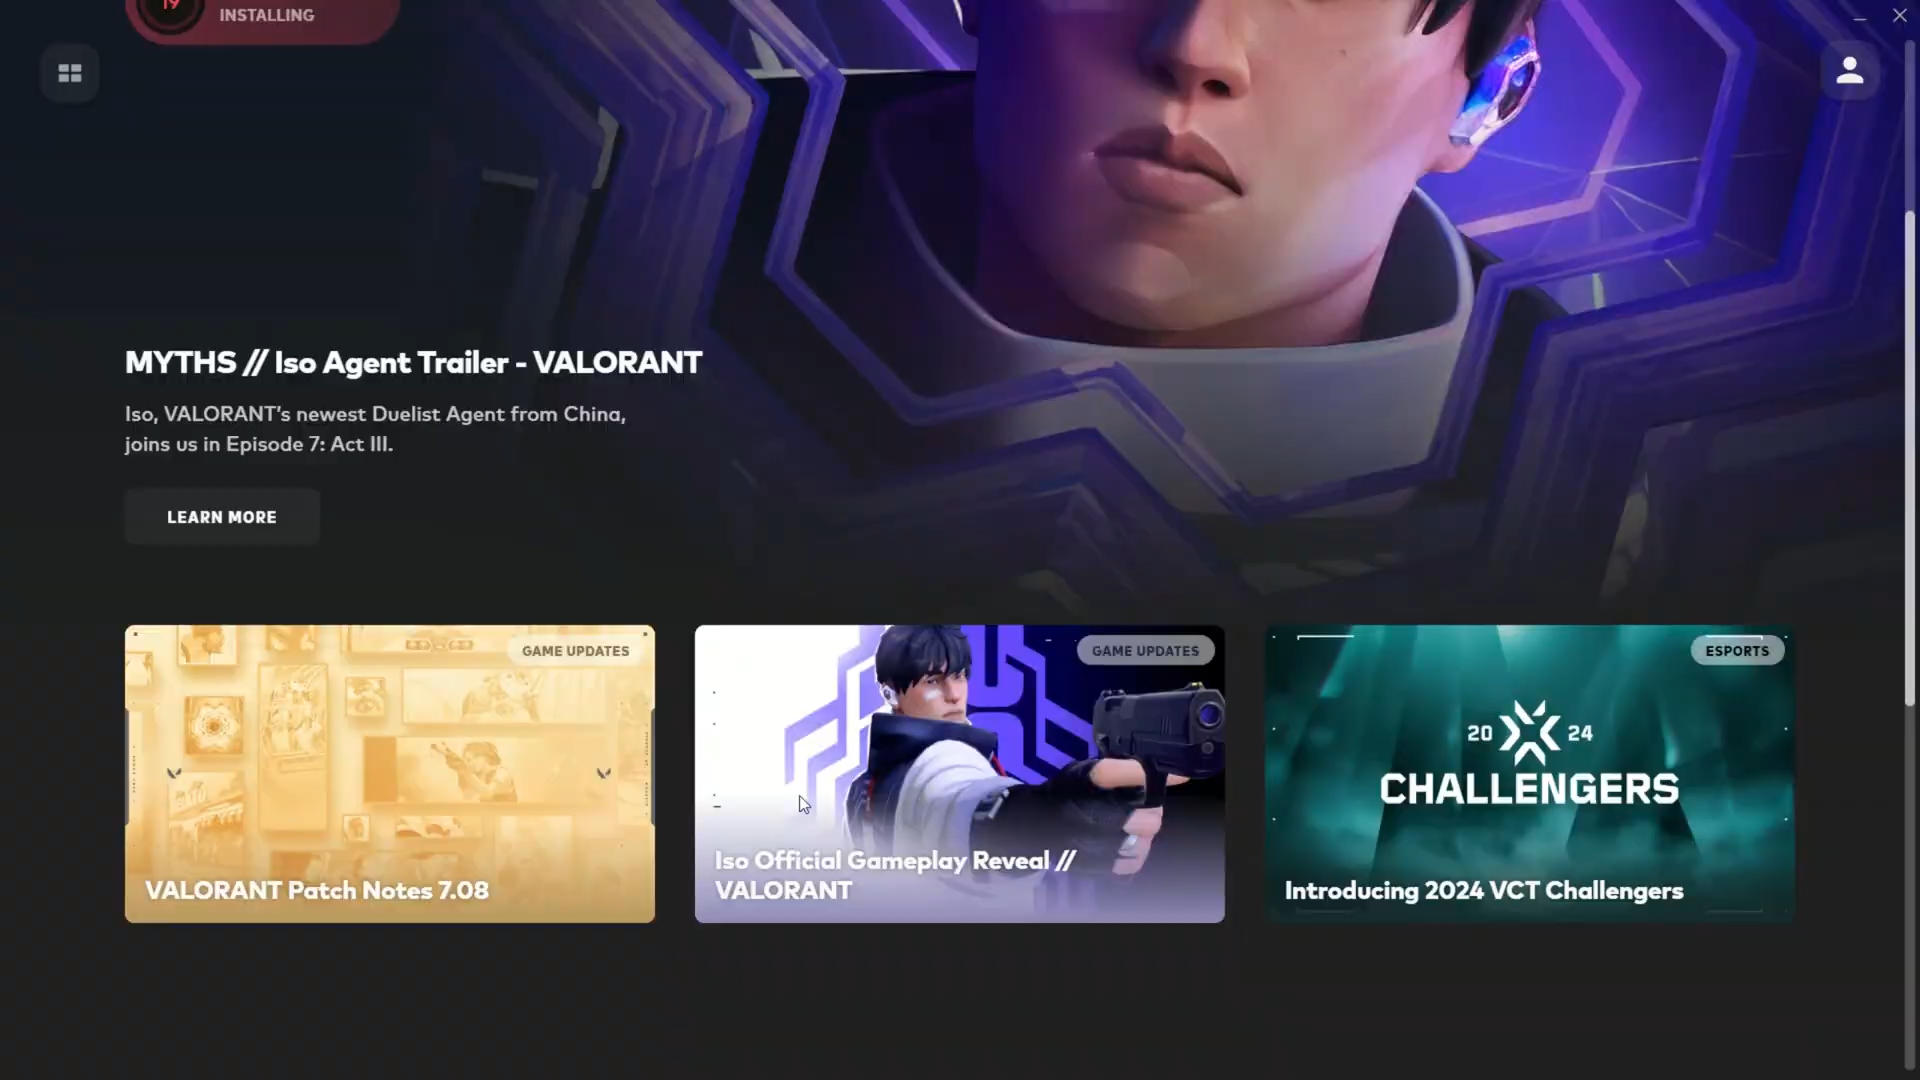 19
INSTALLING
MYTHS // Iso Agent Trailer - VALORANT
Iso, VALORANT's newest Duelist Agent from China,
joins us in Episode 7: Act III.
LEARN MORE
GAME UPDATES
VALORANT Patch Notes 7.08
GAME UPDATES
Iso Official Gameplay Reveal //
VALORANT
ESPORTS
20 24
CHALLENGERS
Introducing 2024 VCT Challengers